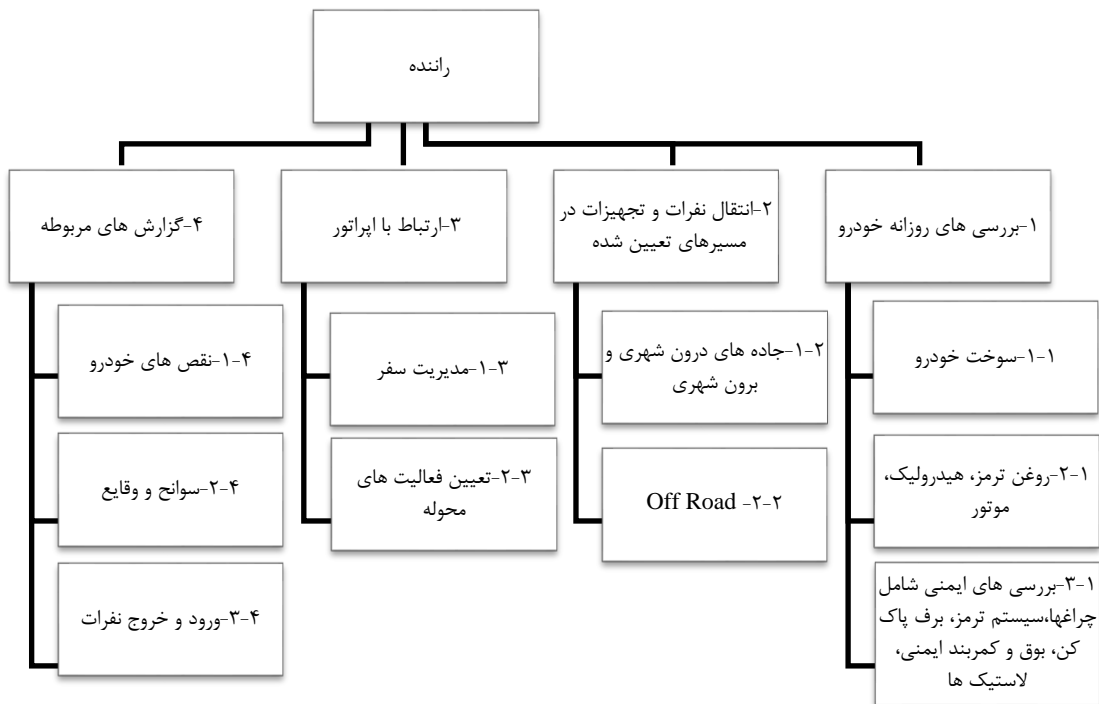 راننده
۱-بررسی های روزانه خودرو
۱-۱-سوخت خودرو
۲-۱-روغن ترمز، هیدرولیک،
موتور
۳-۱-بررسی های ایمنی شامل
چراغها،سیستم ترمز، برف پاک
کن، بوق و کمربند ایمنی،
لاستیک ها
۲-انتقال نفرات و تجهیزات در
مسیرهای تعیین شده
۱-۲-جاده های درون شهری و
برون شهری
۲-۲- Off Road
۳-ارتباط با اپراتور
۱-۳-مدیریت سفر
۲-۳-تعیین فعالیت های
محوله
۴-گزارش های مربوطه
۱-۴-نقص های خودرو
۲-۴-سوانح و وقایع
۳-۴-ورود و خروج نفرات